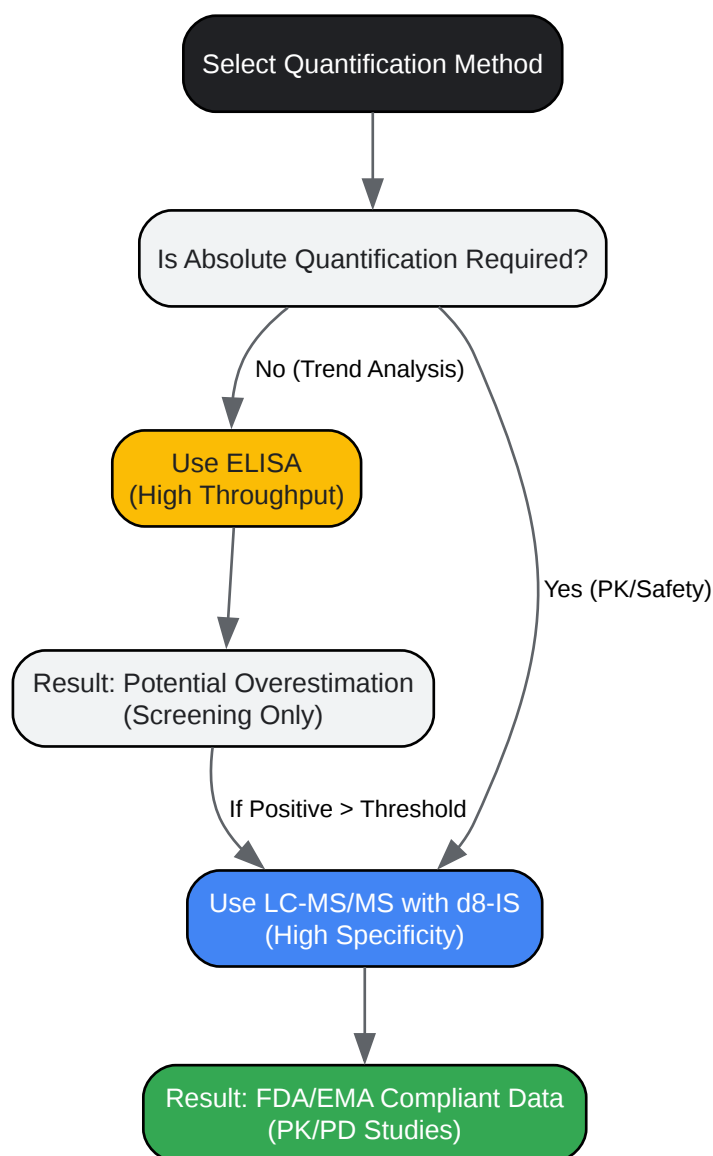 Select Quantification Method
Is Absolute Quantification Required?
No (Trend Analysis)
Use ELISA
(High Throughput)
Yes (PK/Safety)
Result: Potential Overestimation
(Screening Only)
If Positive > Threshold
Use LC-MS/MS with d8-IS
(High Specificity)
Result: FDA/EMA Compliant Data
(PK/PD Studies)